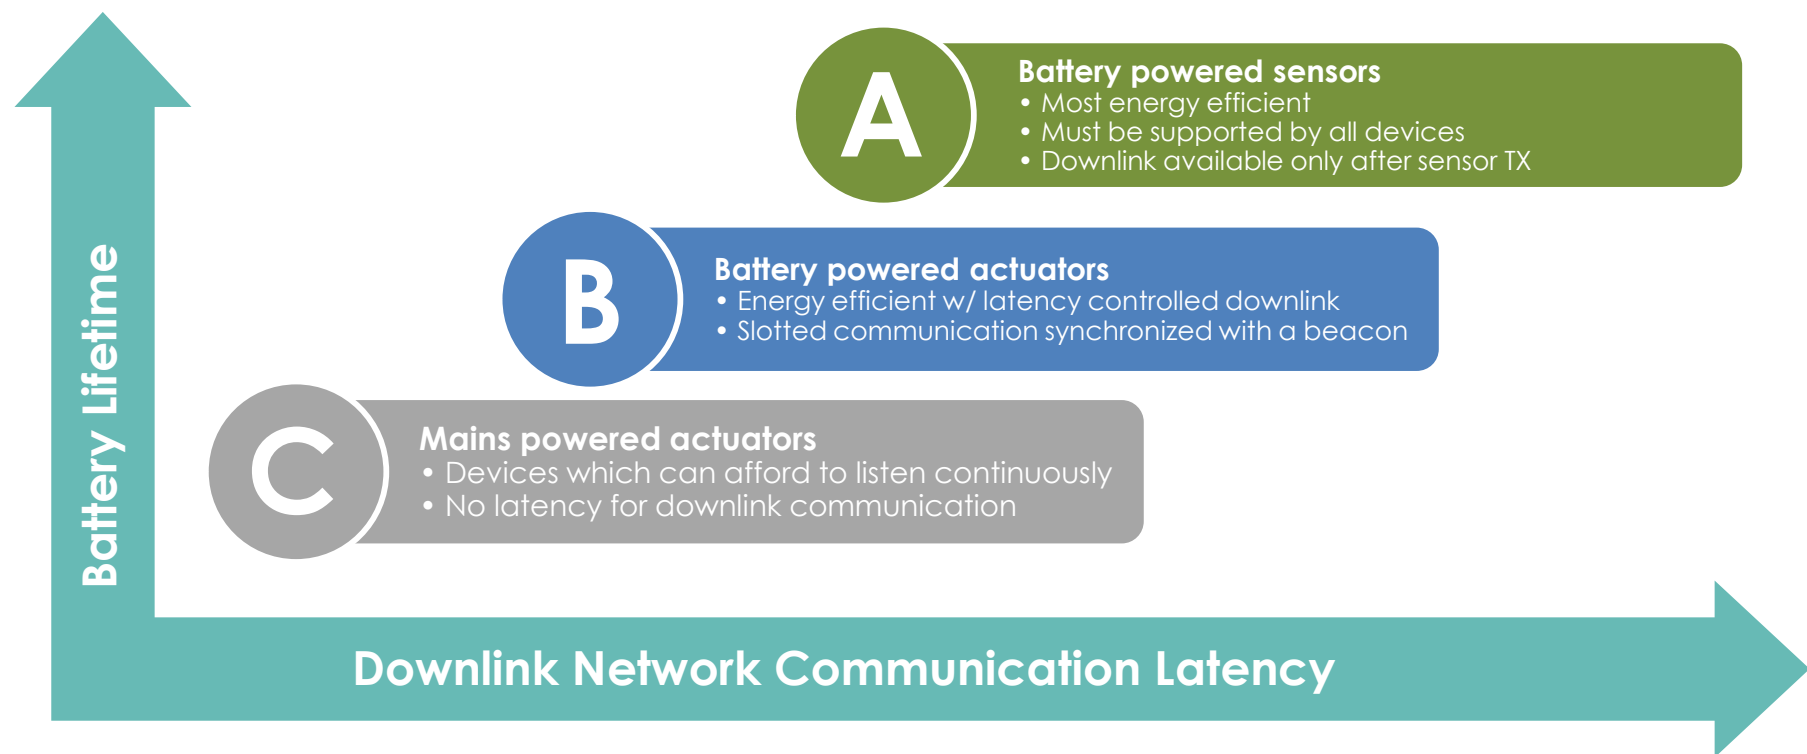 A
Battery powered sensors
• Most energy efficient
• Must be supported by all devices
• Downlink available only after sensor TX
B
Battery powered actuators
• Energy efficient w/ latency controlled downlink
• Slotted communication synchronized with a beacon
C
Mains powered actuators
• Devices which can afford to listen continuously
• No latency for downlink communication
Battery Lifetime
Downlink Network Communication Latency